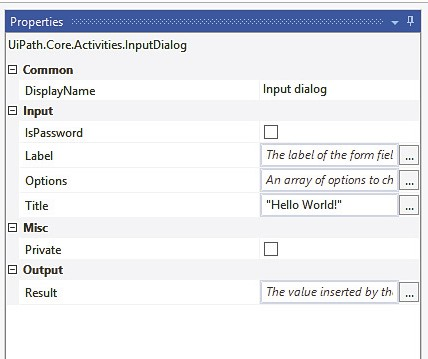 Properties
UiPath.Core.Activities.InputDialog
Common
DisplayName Input dialog
Input
IsPassword
Label The label of the form fiel
Options An array of options to ch
Title "Hello World!"
Misc
Private
Output
Result The value inserted by th